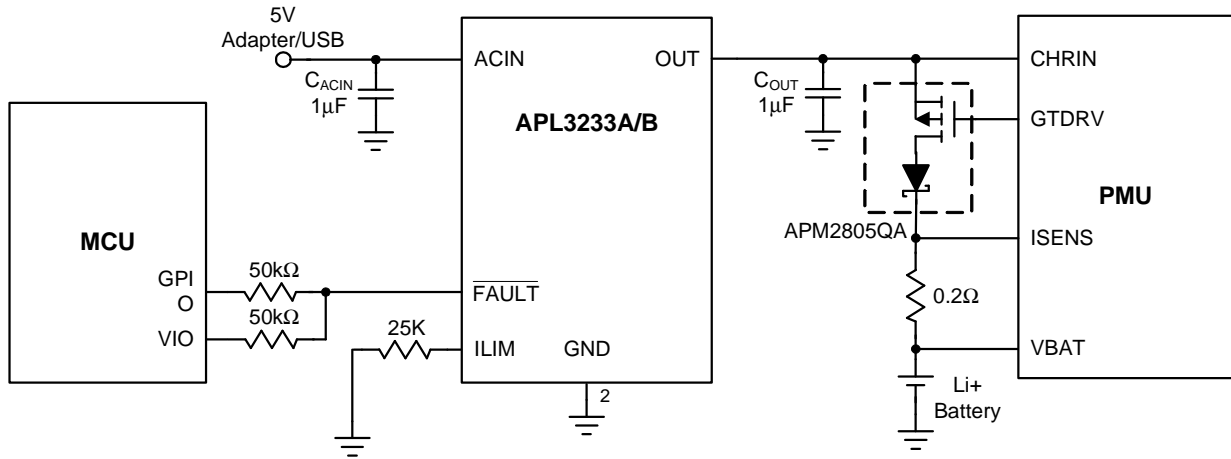 5V
Adapter/USB
C_ACIN
1μF
ACIN
OUT
APL3233A/B
C_OUT
1μF
CHRIN
GTDRV
PMU
APM2805QA
ISENS
0.2Ω
VBAT
Li+
Battery
MCU
GPI
O
VIO
50kΩ
50kΩ
FAULT
25K
ILIM
GND
2